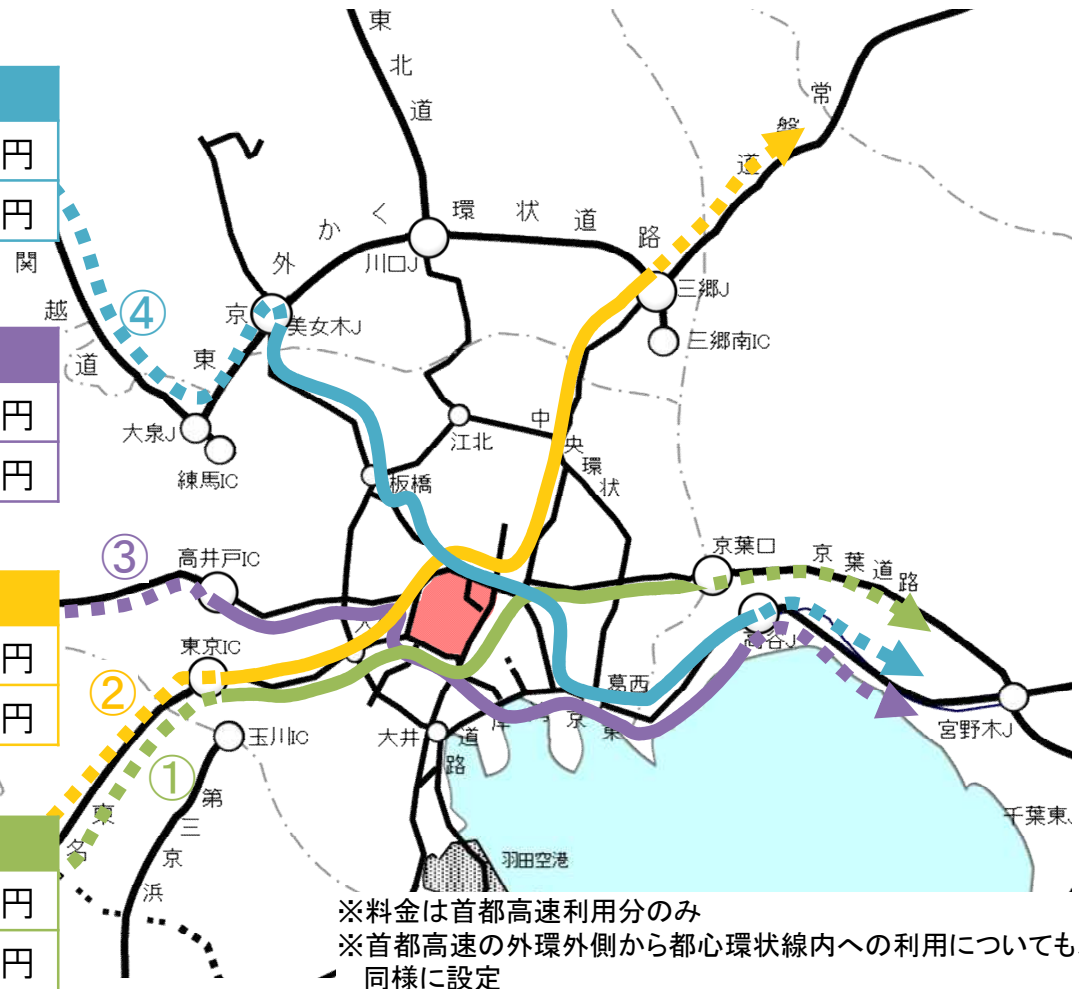 円
円
円
円
円
円
円
円
④
③
②
①
東北道
常磐道
関越道
東京外かく環状道路
川口J
美女木J
三郷J
三郷南IC
大泉J
練馬IC
江北
板橋
中央環状
高井戸IC
東京IC
玉川IC
京葉口
京葉道路
高谷J
葛西
大井
宮野木J
千葉東J
東名
第三京浜
羽田空港
※料金は首都高速利用分のみ
※首都高速の外環外側から都心環状線内への利用についても
同様に設定